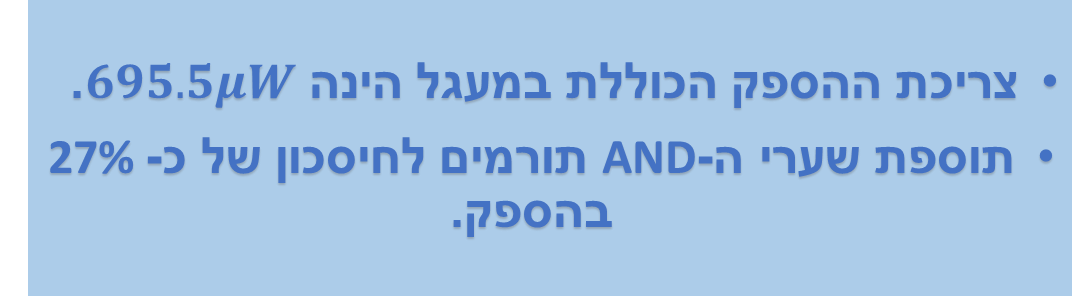 • צריכת ההספק הכוללת במעגל הינה 695.5𝜇𝑊.
• תוספת שערי ה-AND תורמים לחיסכון של כ- 27%
בהספק.